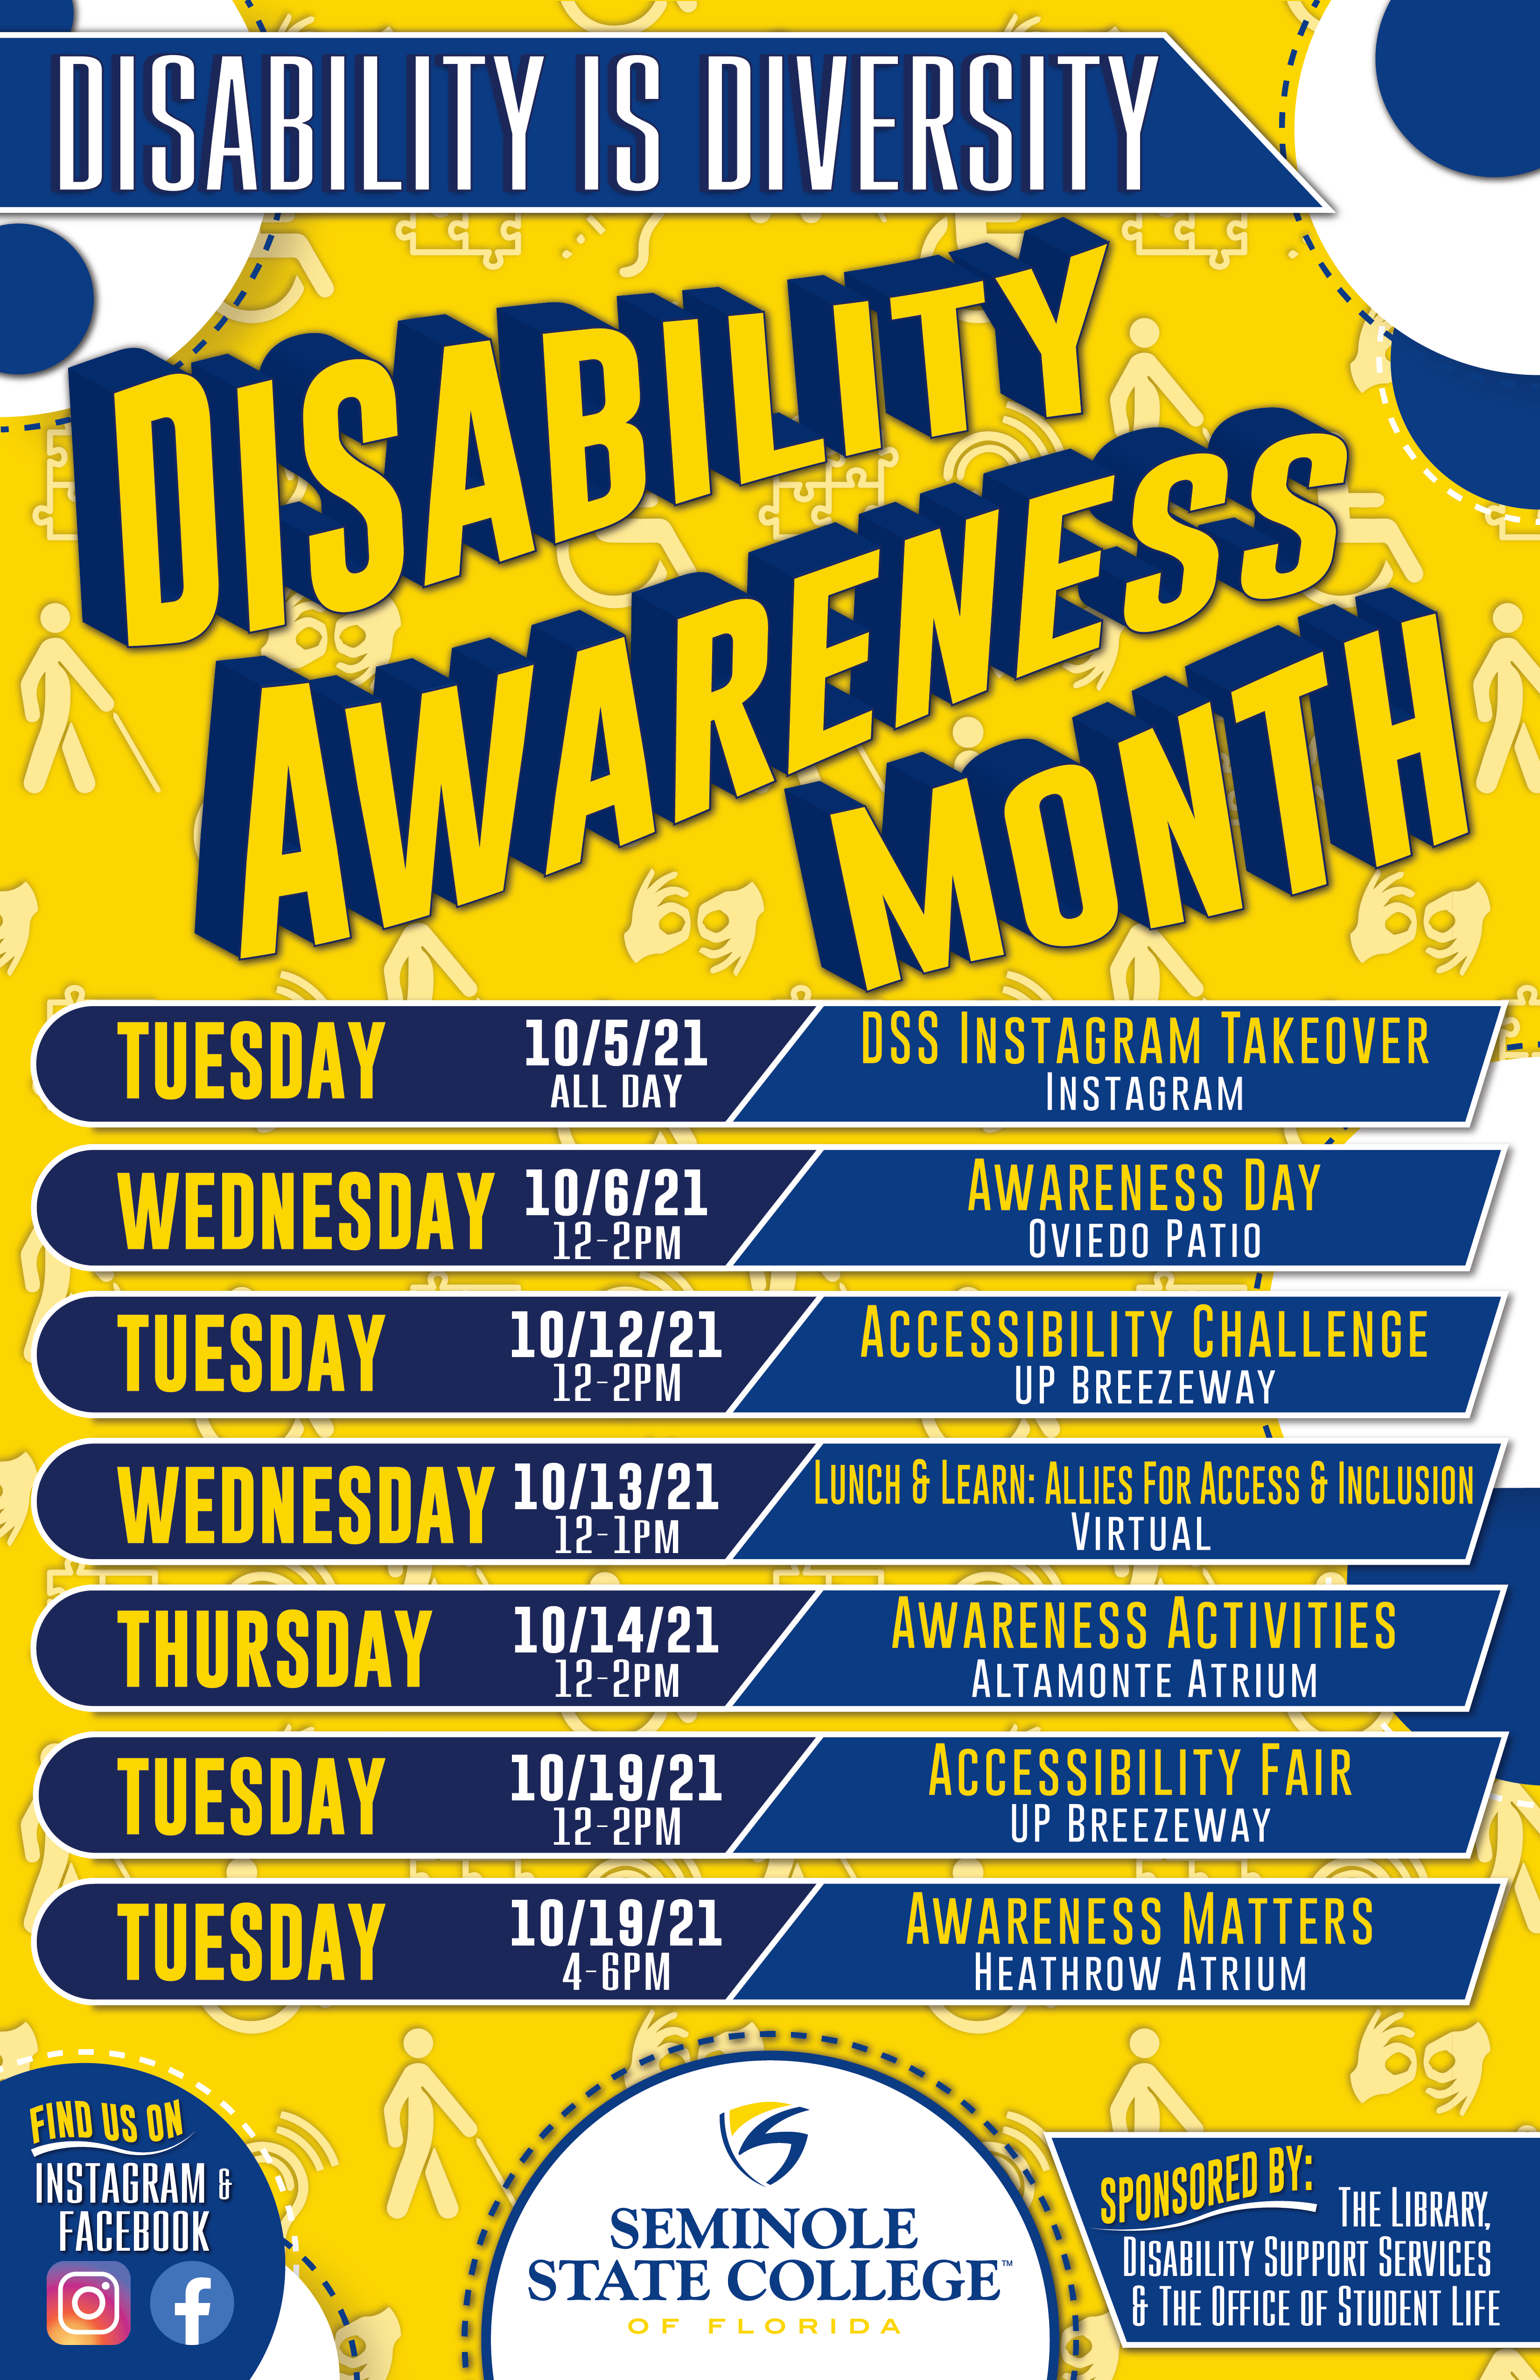 DISABILITY IS DIVERSITY
DISABILITY
AWARENESS
MONTH
TUESDAY
10/5/21
ALL DAY
DSS INSTAGRAM TAKEOVER
INSTAGRAM
WEDNESDAY
10/6/21
12-2PM
AWARENESS DAY
OVIEDO PATIO
TUESDAY
10/12/21
12-2PM
ACCESSIBILITY CHALLENGE
UP BREEZEWAY
WEDNESDAY
10/13/21
12-1PM
LUNCH & LEARN: ALLIES FOR ACCESS & INCLUSION
VIRTUAL
THURSDAY
10/14/21
12-2PM
AWARENESS ACTIVITIES
ALTAMONTE ATRIUM
TUESDAY
10/19/21
12-2PM
ACCESSIBILITY FAIR
UP BREEZEWAY
TUESDAY
10/19/21
4-6PM
AWARENESS MATTERS
HEATHROW ATRIUM
FIND US ON
INSTAGRAM &
FACEBOOK
SEMINOLE
STATE COLLEGE™
OF FLORIDA
SPONSORED BY: THE LIBRARY,
DISABILITY SUPPORT SERVICES
& THE OFFICE OF STUDENT LIFE